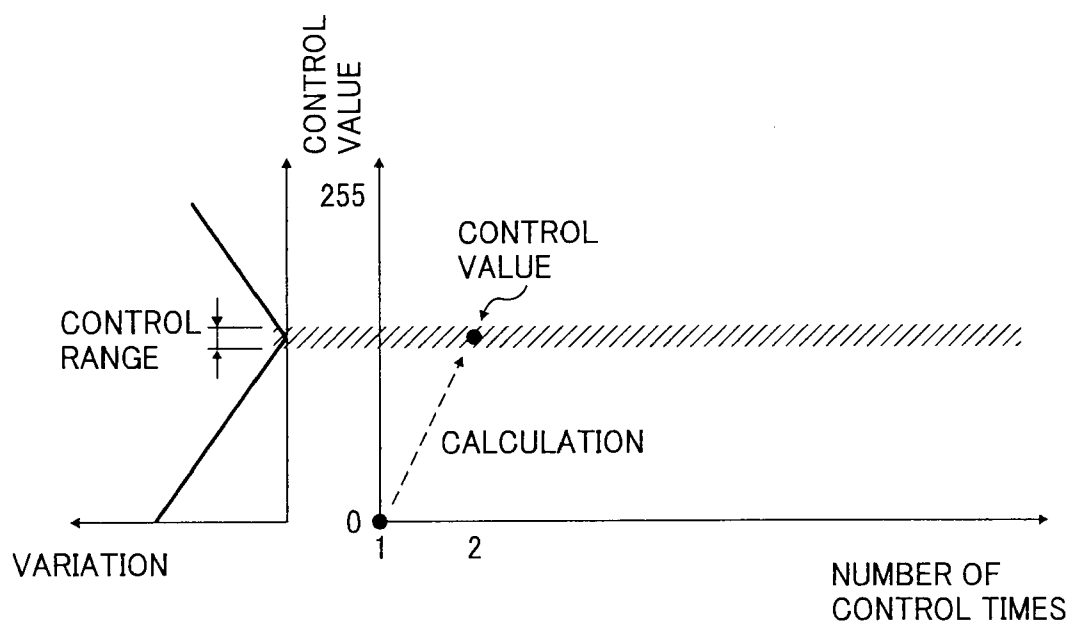 CONTROL
VALUE
255
CONTROL
VALUE
CONTROL
RANGE
CALCULATION
0
1
2
VARIATION
NUMBER OF
CONTROL TIMES